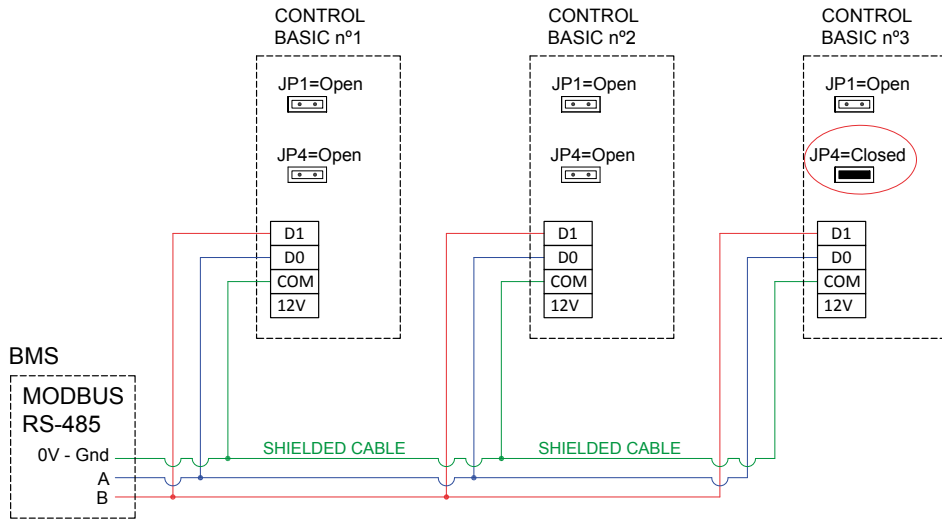 CONTROL
BASIC nº1
CONTROL
BASIC nº2
CONTROL
BASIC nº3
JP1=Open
JP1=Open
JP1=Open
JP4=Open
JP4=Open
JP4=Closed
D1
D0
COM
12V
D1
D0
COM
12V
D1
D0
COM
12V
BMS
MODBUS
RS-485
0V - Gnd
A
B
SHIELDED CABLE
SHIELDED CABLE